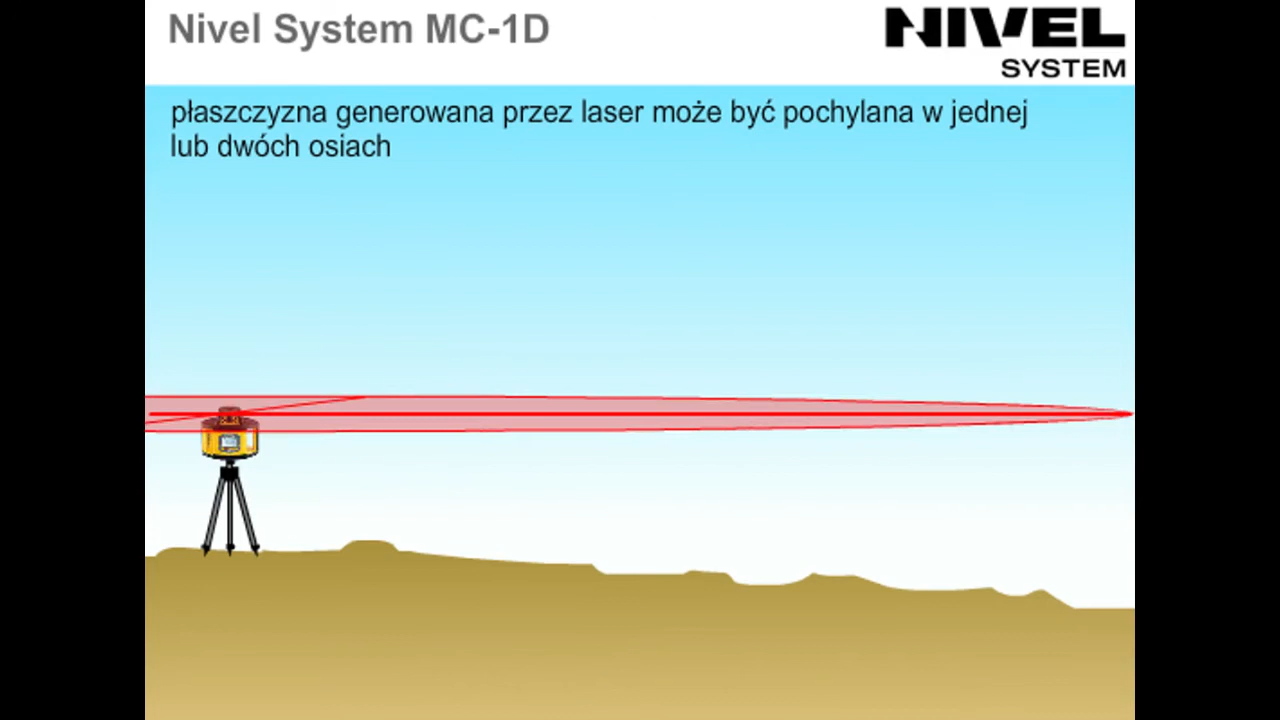 Nivel System MC-1D
NIVEL
SYSTEM
płaszczyzna generowana przez laser może być pochylana w jednej
lub dwóch osiach